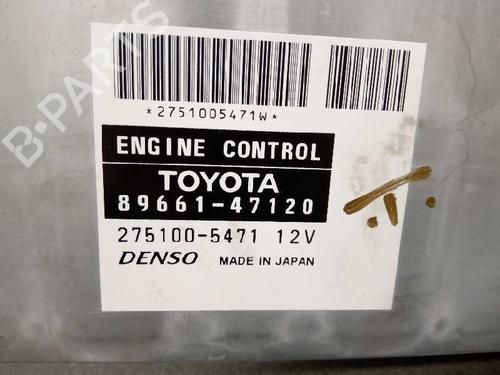 B-PARTS
*2751005471W*
ENGINE CONTROL
TOYOTA
89661-47120
275100-5471 12V
DENSO MADE IN JAPAN